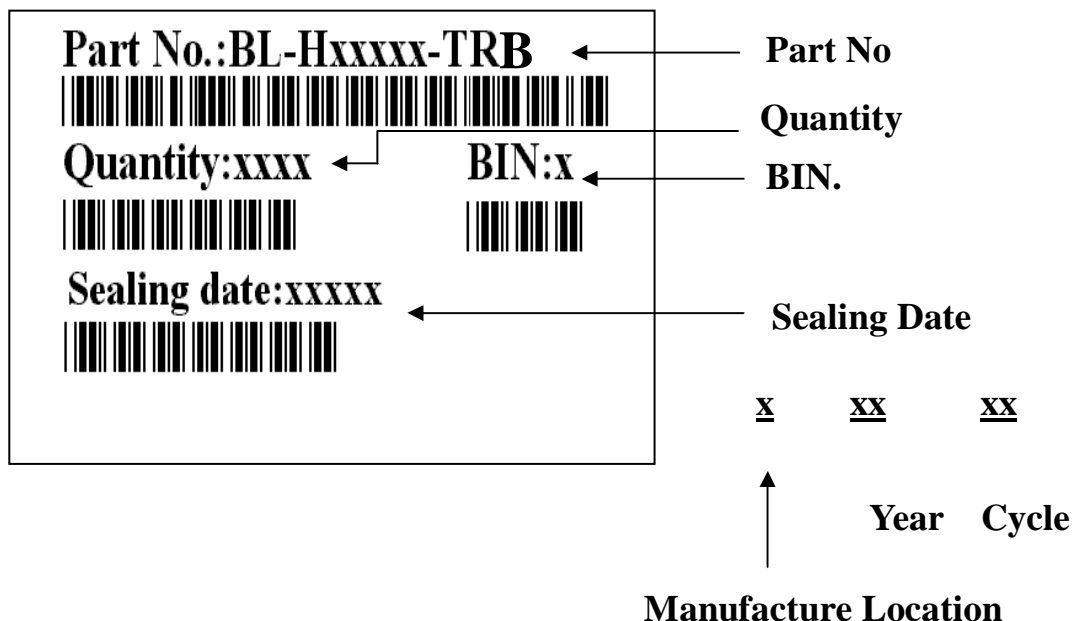 Part No.:BL-Hxxxxx-TRB
Part No
Quantity:xxxx
BIN:x
Quantity
BIN.
Sealing date:xxxxx
Sealing Date
x xx xx
Year Cycle
Manufacture Location